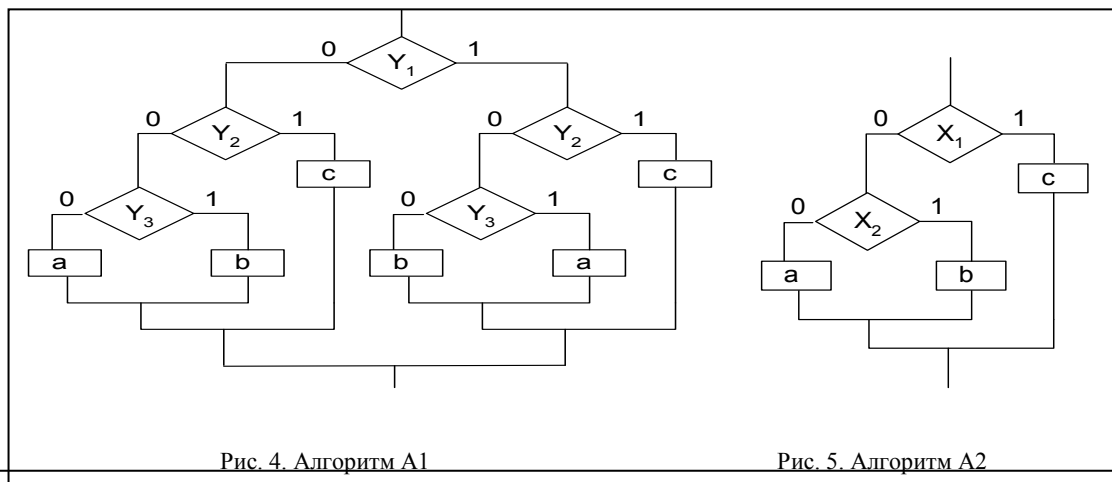 0 1
Y₁
0 1 0 1
Y₂ Y₂
c c
0 1 0 1
Y₃ Y₃
a b b a
0 1
X₁
c
0 1
X₂
a b
Рис. 4. Алгоритм А1
Рис. 5. Алгоритм А2